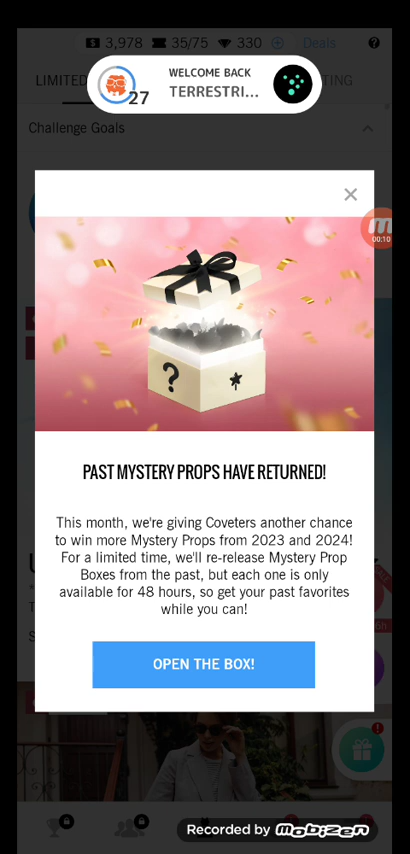 3,978 35/75 330 Deals ?
WELCOME BACK
TERRESTRI...
27
LIMITED
TING
Challenge Goals
00:10
?
PAST MYSTERY PROPS HAVE RETURNED!
This month, we're giving Coveters another chance
to win more Mystery Props from 2023 and 2024!
For a limited time, we'll re-release Mystery Prop
Boxes from the past, but each one is only
available for 48 hours, so get your past favorites
while you can!
OPEN THE BOX!
!
Recorded by mobizen